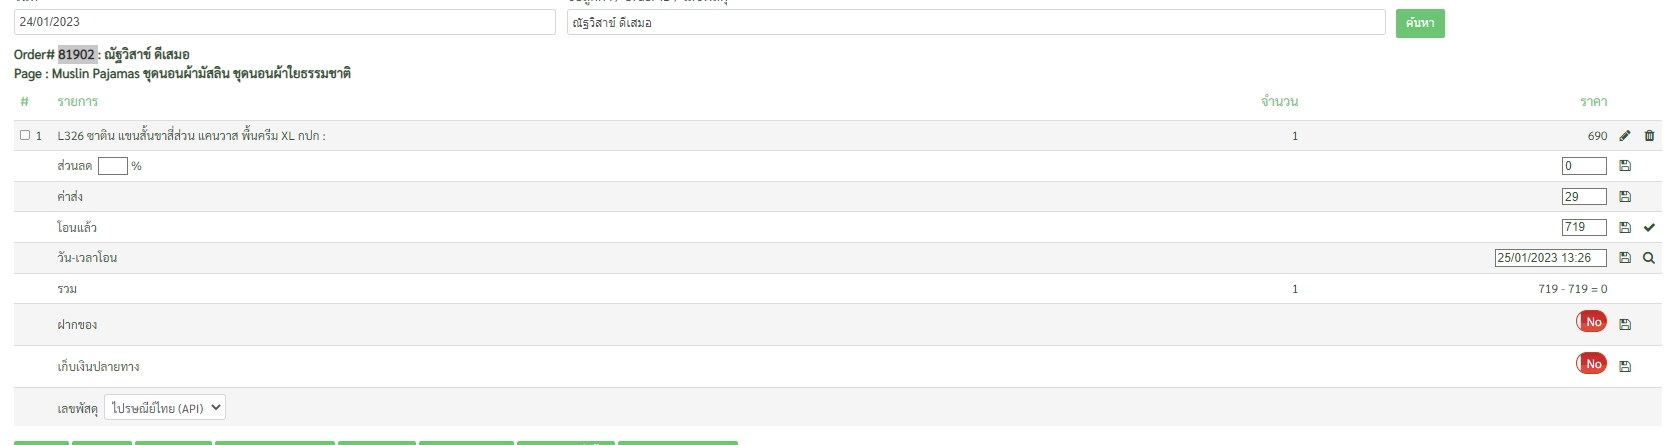 24/01/2023 ณัฐวิสาข์ ดีเสมอ ค้นหา
Order# 81902 : ณัฐวิสาข์ ดีเสมอ
Page : Muslin Pajamas ชุดนอนผ้ามัสลิน ชุดนอนผ้าใยธรรมชาติ
# รายการ จำนวน ราคา
1 L326 ซาติน แขนสั้นขาสี่ส่วน แคนวาส พื้นครีม XL กปก : 1 690
ส่วนลด % 0
ค่าส่ง 29
โอนแล้ว 719
วัน-เวลาโอน 25/01/2023 13:26
รวม 1 719 - 719 = 0
ฝากของ No
เก็บเงินปลายทาง No
เลขพัสดุ ไปรษณีย์ไทย (API)